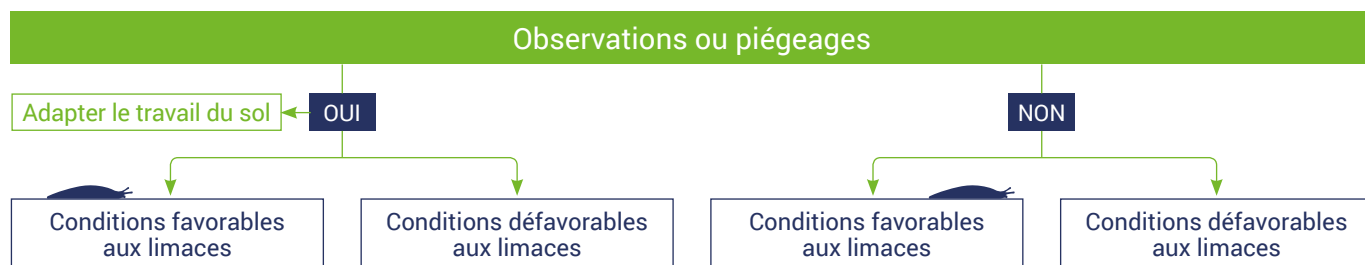 Observations ou piégeages
Adapter le travail du sol
OUI
NON
Conditions favorables
aux limaces
Conditions défavorables
aux limaces
Conditions favorables
aux limaces
Conditions défavorables
aux limaces